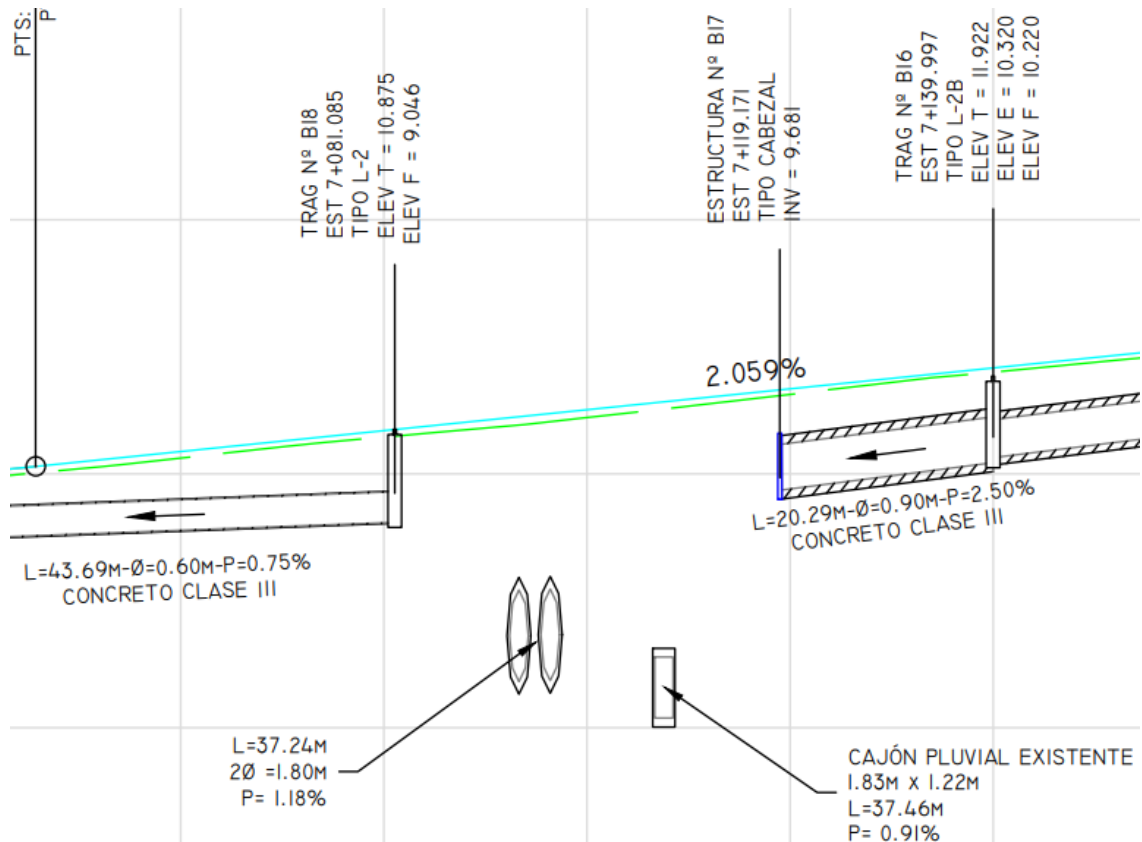 PTS:
P
TRAG Nº B18
EST 7+081.085
TIPO L-2
ELEV T = 10.875
ELEV F = 9.046
ESTRUCTURA Nº B17
EST 7+119.171
TIPO CABEZAL
INV = 9.681
TRAG Nº B16
EST 7+139.997
TIPO L-2B
ELEV T = 11.922
ELEV E = 10.320
ELEV F = 10.220
2.059%
L=20.29M-Ø=0.90M-P=2.50%
CONCRETO CLASE III
L=43.69M-Ø=0.60M-P=0.75%
CONCRETO CLASE III
L=37.24M
2Ø =1.80M
P= 1.18%
CAJÓN PLUVIAL EXISTENTE
1.83M X 1.22M
L=37.46M
P= 0.91%